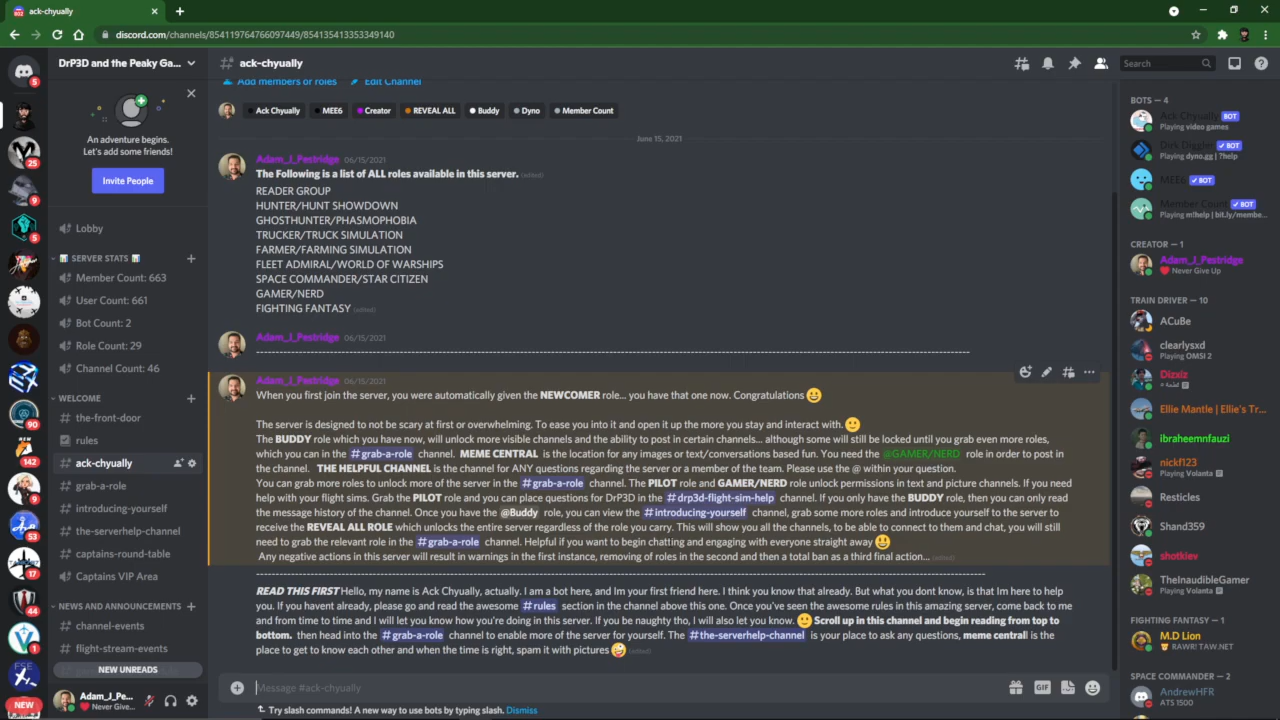 ack-chyually
discord.com/channels/854119764766097449/854135413353349140
DrP3D and the Peaky Ga...
An adventure begins.
Let's add some friends!
Invite People
Lobby
SERVER STATS
Member Count: 663
User Count: 661
Bot Count: 2
Role Count: 29
Channel Count: 46
WELCOME
the-front-door
rules
ack-chyually
grab-a-role
introducing-yourself
the-serverhelp-channel
captains-round-table
Captains VIP Area
NEWS AND ANNOUNCEMENTS
channel-events
flight-stream-events
NEW UNREADS
Adam_J_Pe...
Never Give...
5
25
9
5
90
142
9
53
17
44
1
NEW
ack-chyually
Search
Add members or roles Edit Channel
Ack Chyually MEE6 Creator REVEAL ALL Buddy Dyno Member Count
June 15, 2021
Adam_J_Pestridge 06/15/2021
The Following is a list of ALL roles available in this server. (edited)
READER GROUP
HUNTER/HUNT SHOWDOWN
GHOSTHUNTER/PHASMOPHOBIA
TRUCKER/TRUCK SIMULATION
FARMER/FARMING SIMULATION
FLEET ADMIRAL/WORLD OF WARSHIPS
SPACE COMMANDER/STAR CITIZEN
GAMER/NERD
FIGHTING FANTASY (edited)
Adam_J_Pestridge 06/15/2021
Adam_J_Pestridge 06/15/2021
When you first join the server, you were automatically given the NEWCOMER role... you have that one now. Congratulations 😀
The server is designed to not be scary at first or overwhelming. To ease you into it and open it up the more you stay and interact with. 🙂
The BUDDY role which you have now, will unlock more visible channels and the ability to post in certain channels... although some will still be locked until you grab even more roles,
which you can in the #grab-a-role channel. MEME CENTRAL is the location for any images or text/conversations based fun. You need the @GAMER/NERD role in order to post in
the channel. THE HELPFUL CHANNEL is the channel for ANY questions regarding the server or a member of the team. Please use the @ within your question.
You can grab more roles to unlock more of the server in the #grab-a-role channel. The PILOT role and GAMER/NERD role unlock permissions in text and picture channels. If you need
help with your flight sims. Grab the PILOT role and you can place questions for DrP3D in the #drp3d-flight-sim-help channel. If you only have the BUDDY role, then you can only read
the message history of the channel. Once you have the @Buddy role, you can view the #introducing-yourself channel, grab some more roles and introduce yourself to the server to
receive the REVEAL ALL ROLE which unlocks the entire server regardless of the role you carry. This will show you all the channels, to be able to connect to them and chat, you will still
need to grab the relevant role in the #grab-a-role channel. Helpful if you want to begin chatting and engaging with everyone straight away 😀
Any negative actions in this server will result in warnings in the first instance, removing of roles in the second and then a total ban as a third final action... (edited)
READ THIS FIRST Hello, my name is Ack Chyually, actually. I am a bot here, and Im your first friend here. I think you know that already. But what you dont know, is that Im here to help
you. If you havent already, please go and read the awesome #rules section in the channel above this one. Once you've seen the awesome rules in this amazing server, come back to me
and from time to time and I will let you know how you're doing in this server. If you be naughty tho, I will also let you know. 🙂 Scroll up in this channel and begin reading from top to
bottom. then head into the #grab-a-role channel to enable more of the server for yourself. The #the-serverhelp-channel is your place to ask any questions, meme central is the
place to get to know each other and when the time is right, spam it with pictures 🤪 (edited)
Message #ack-chyually
GIF
Try slash commands! A new way to use bots by typing slash. Dismiss
BOTS — 4
Ack Chyually BOT
Playing video games
Dirk Diggler BOT
Playing dyno.gg | ?help
MEE6 BOT
Member Count BOT
Playing m!help | bit.ly/membe...
CREATOR — 1
Adam_J_Pestridge
Never Give Up
TRAIN DRIVER — 10
ACuBe
clearlysxd
Playing OMSI 2
Dizxiz
Ellie Mantle | Ellie's Tr...
ibraheemnfauzi
nickf123
Playing Volanta
Resticles
Shand359
shotkiev
TheInaudibleGamer
Playing Volanta
FIGHTING FANTASY — 1
M.D Lion
RAWR! TAW.NET
SPACE COMMANDER — 2
AndrewHFR
ATS 1500